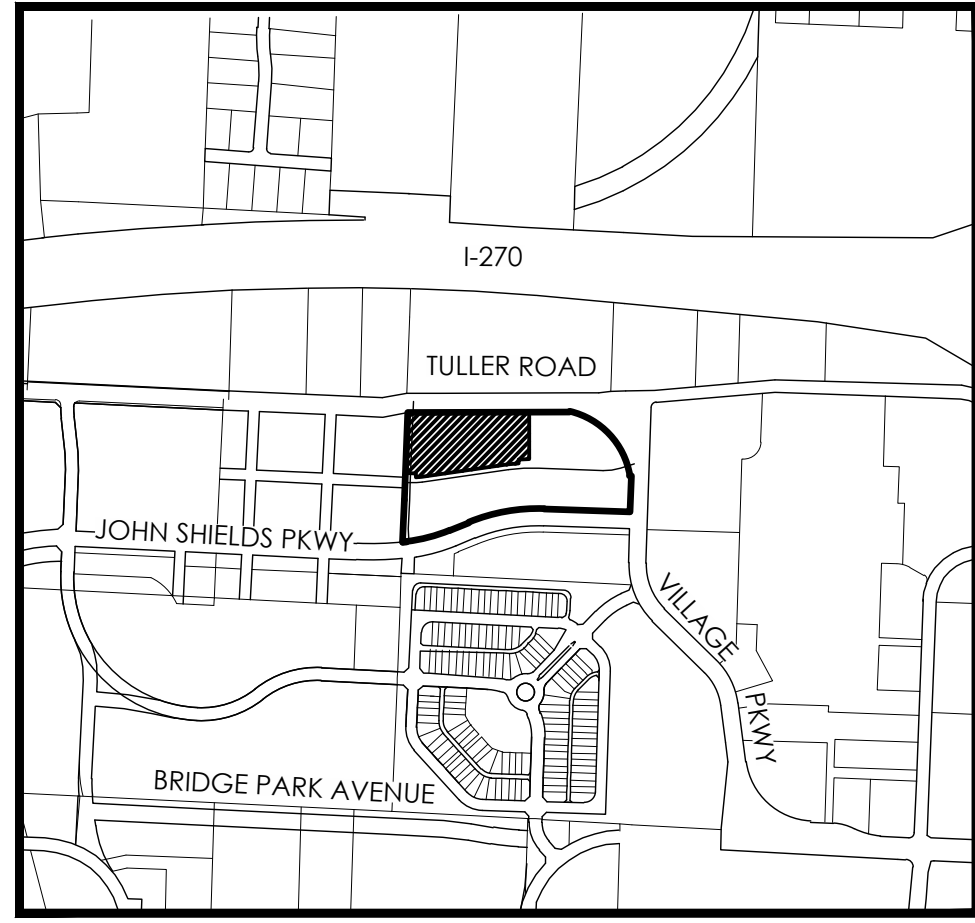 I-270
TULLER ROAD
JOHN SHIELDS PKWY
VILLAGE
PKWY
BRIDGE PARK AVENUE